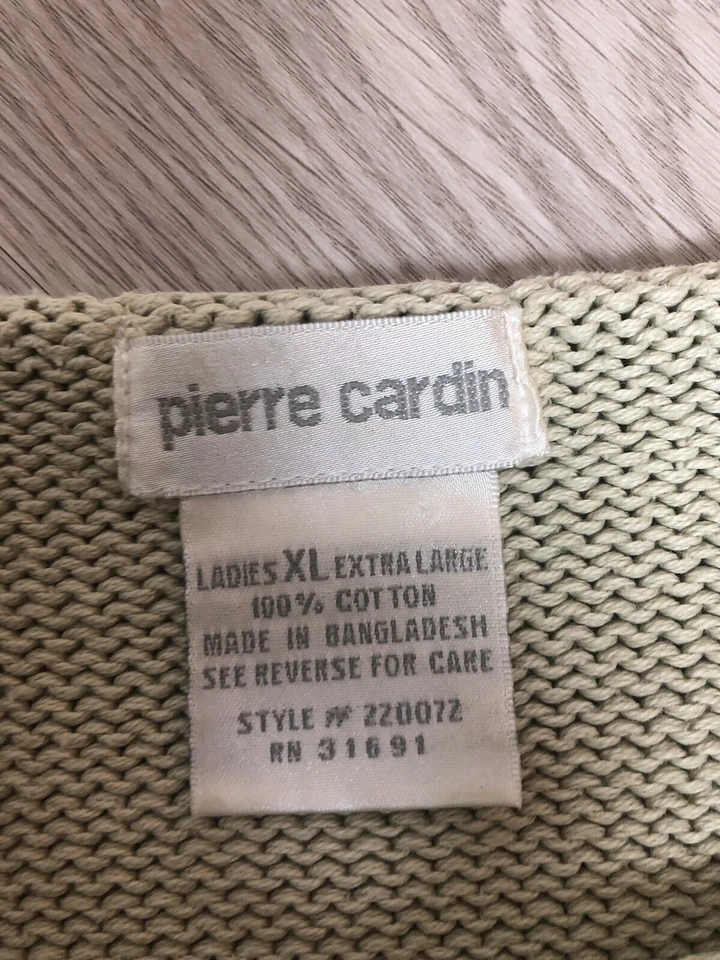 pierre cardin
LADIES XL EXTRA LARGE
100% COTTON
MADE IN BANGLADESH
SEE REVERSE FOR CARE
STYLE # 220072
RN 31691